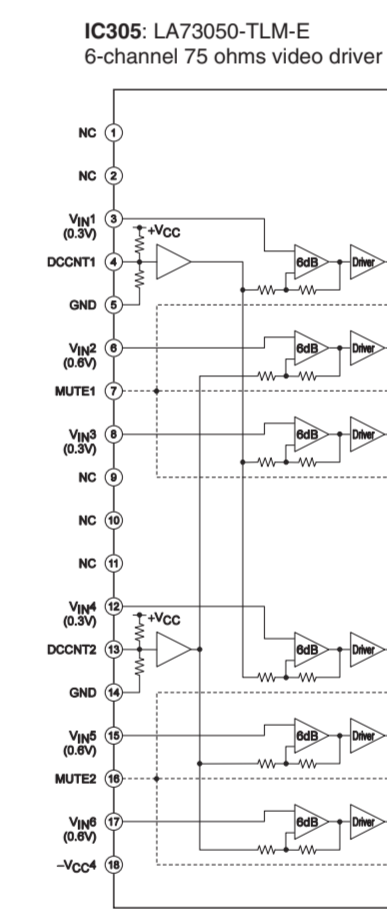 IC305: LA73050-TLM-E
6-channel 75 ohms video driver
NC 1
NC 2
VIN1 3
(0.3V)
+VCC
DCCNT1 4
6dB Driver
GND 5
VIN2 6
(0.6V)
6dB Driver
MUTE1 7
VIN3 8
(0.3V)
6dB Driver
NC 9
NC 10
NC 11
VIN4 12
(0.3V)
+VCC
DCCNT2 13
6dB Driver
GND 14
VIN5 15
(0.6V)
6dB Driver
MUTE2 16
VIN6 17
(0.6V)
6dB Driver
–VCC4 18